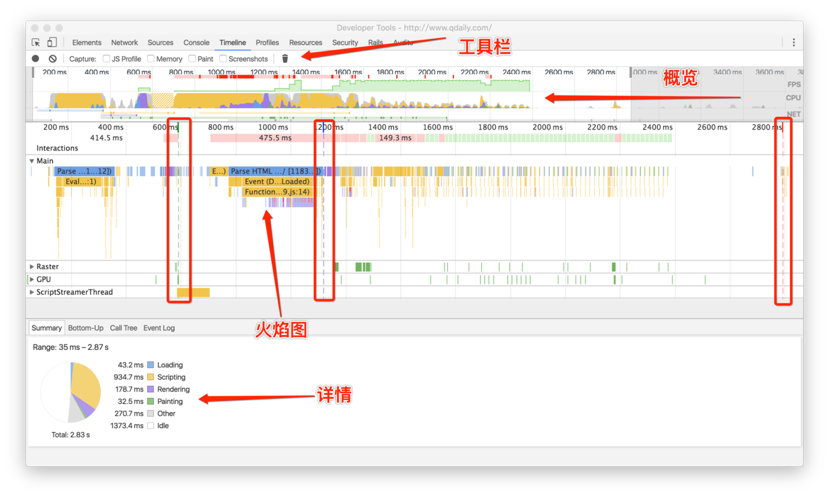 Developer Tools - http://www.qdaily.com/
Elements Network Sources Console Timeline Profiles Resources Security Rails Audits
工具栏
Capture: JS Profile Memory Paint Screenshots
200 ms 400 ms 600 ms 800 ms 1000 ms 1200 ms 1400 ms 1600 ms 1800 ms 2000 ms 2200 ms 2400 ms 2600 ms 2800 ms 3000 ms 3200 ms 3400 ms 3600 ms
概览
FPS
CPU
NET
200 ms 400 ms 800 ms 1200 ms 1400 ms 1600 ms 1800 ms 2000 ms 2200 ms 2400 ms 2600 ms 2800 ms
414.5 ms 475.5 ms 149.3 ms
Interactions
Main
Parse ...1...12]) E...) Parse HTML .../ [1183...])
Eval...:1) Event (D...Loaded)
Function...9.js:14)
Raster
GPU
ScriptStreamerThread
火焰图
Summary Bottom-Up Call Tree Event Log
Range: 35 ms – 2.87 s
43.2 ms Loading
934.7 ms Scripting
178.7 ms Rendering
32.5 ms Painting
270.7 ms Other
1373.4 ms Idle
详情
Total: 2.83 s